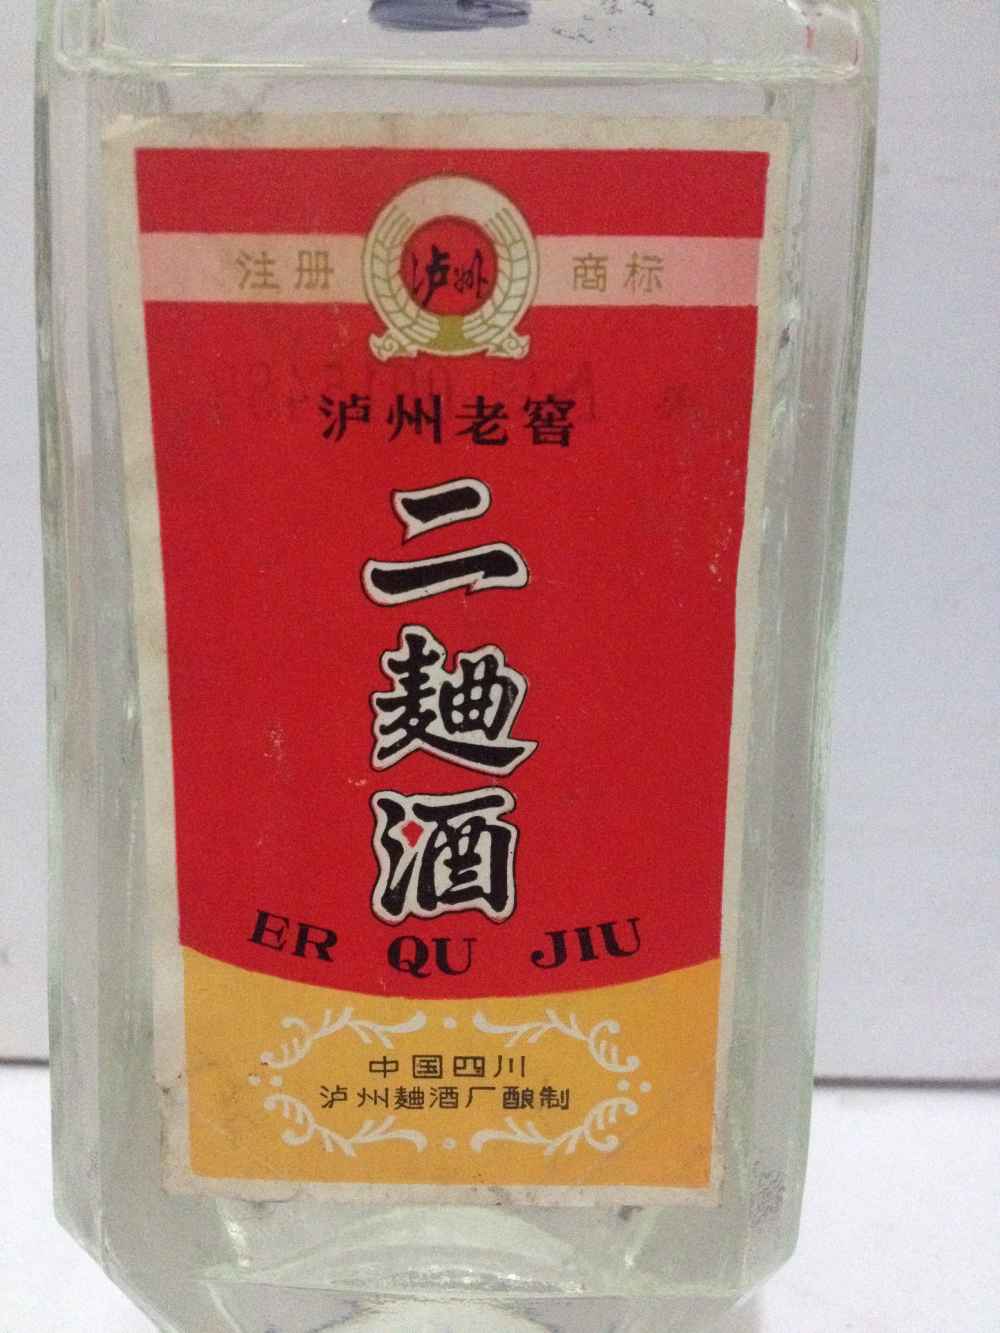 注册 泸州 商标
泸州老窖
二麯酒
ER QU JIU
中国四川
泸州麯酒厂酿制